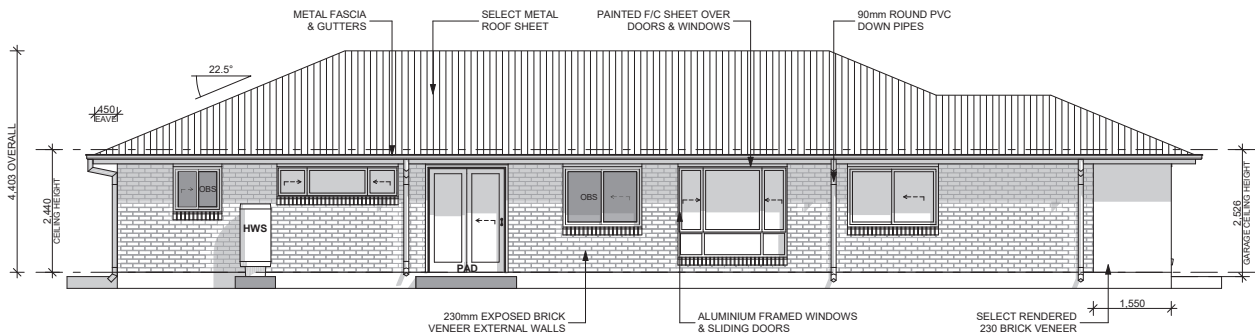 METAL FASCIA
& GUTTERS
SELECT METAL
ROOF SHEET
PAINTED F/C SHEET OVER
DOORS & WINDOWS
90mm ROUND PVC
DOWN PIPES
22.5°
450
EAVE
4,403 OVERALL
2,440
CEILING HEIGHT
OBS
HWS
PAD
OBS
2,526
GARAGE CEILING HEIGHT
1,550
230mm EXPOSED BRICK
VENEER EXTERNAL WALLS
ALUMINIUM FRAMED WINDOWS
& SLIDING DOORS
SELECT RENDERED
230 BRICK VENEER